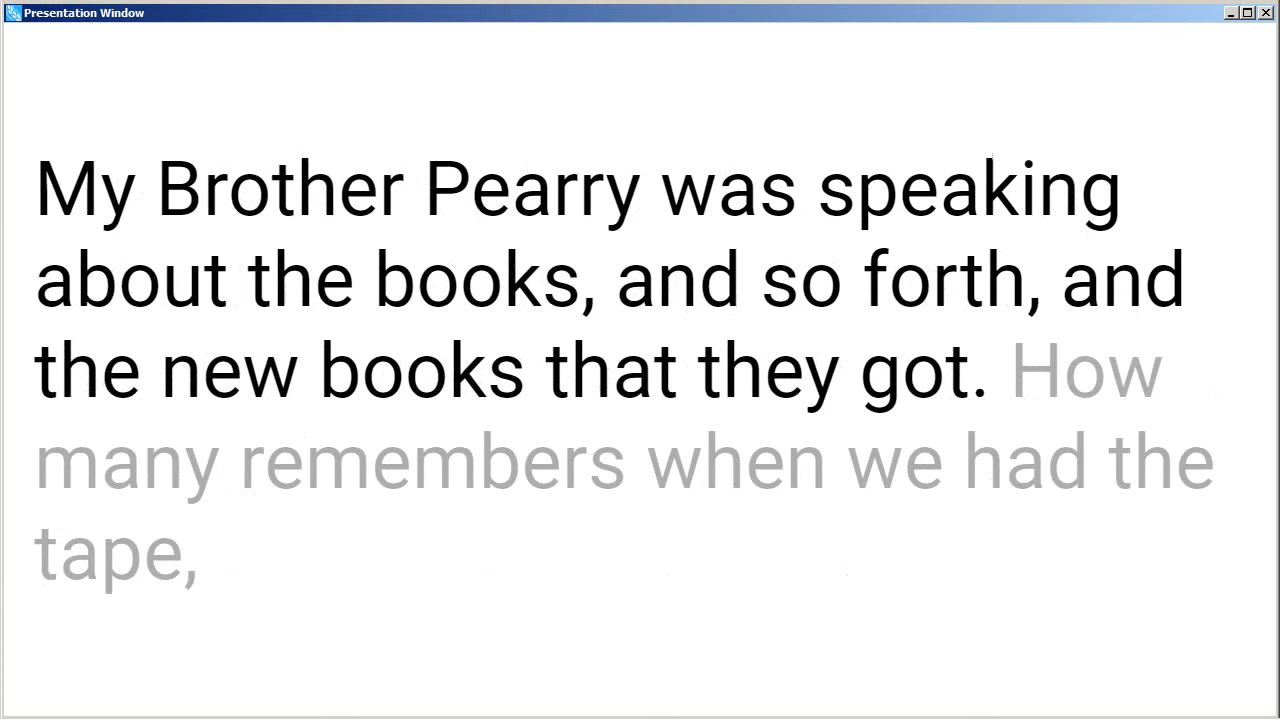 Presentation Window
My Brother Pearry was speaking
about the books, and so forth, and
the new books that they got. How
many remembers when we had the
tape,